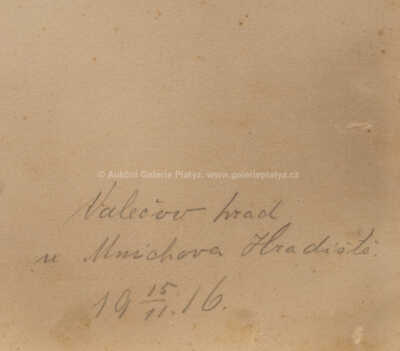 © Aukční Galerie Platýz, www.galerieplatyz.cz
Valečov hrad
u Mnichova Hradiště.
19 15/11. 16.